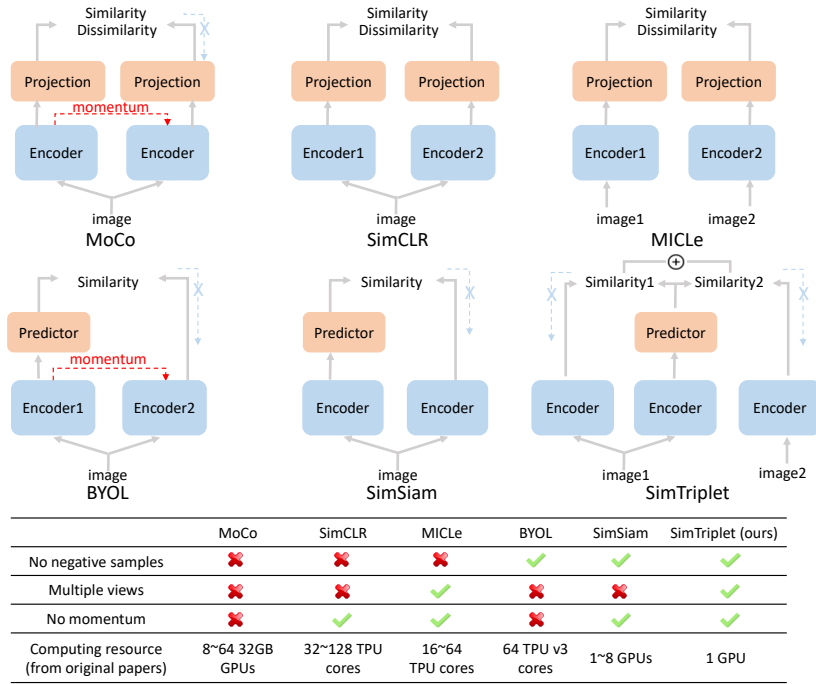 Similarity
Dissimilarity
X
Projection
Projection
momentum
Encoder
Encoder
image
MoCo
Similarity
Dissimilarity
Projection
Projection
Encoder1
Encoder2
image
SimCLR
Similarity
Dissimilarity
Projection
Projection
Encoder1
Encoder2
image1
image2
MICLe
Similarity
X
Predictor
momentum
Encoder1
Encoder2
image
BYOL
Similarity
X
Predictor
Encoder
Encoder
image
SimSiam
+
X
Similarity1
Similarity2
X
Predictor
Encoder
Encoder
Encoder
image1
image2
SimTriplet
MoCo SimCLR MICLe BYOL SimSiam SimTriplet (ours)
No negative samples ✗ ✗ ✗ ✓ ✓ ✓
Multiple views ✗ ✗ ✓ ✗ ✗ ✓
No momentum ✗ ✓ ✓ ✗ ✓ ✓
Computing resource
(from original papers)
8~64 32GB
GPUs
32~128 TPU
cores
16~64
TPU cores
64 TPU v3
cores
1~8 GPUs
1 GPU